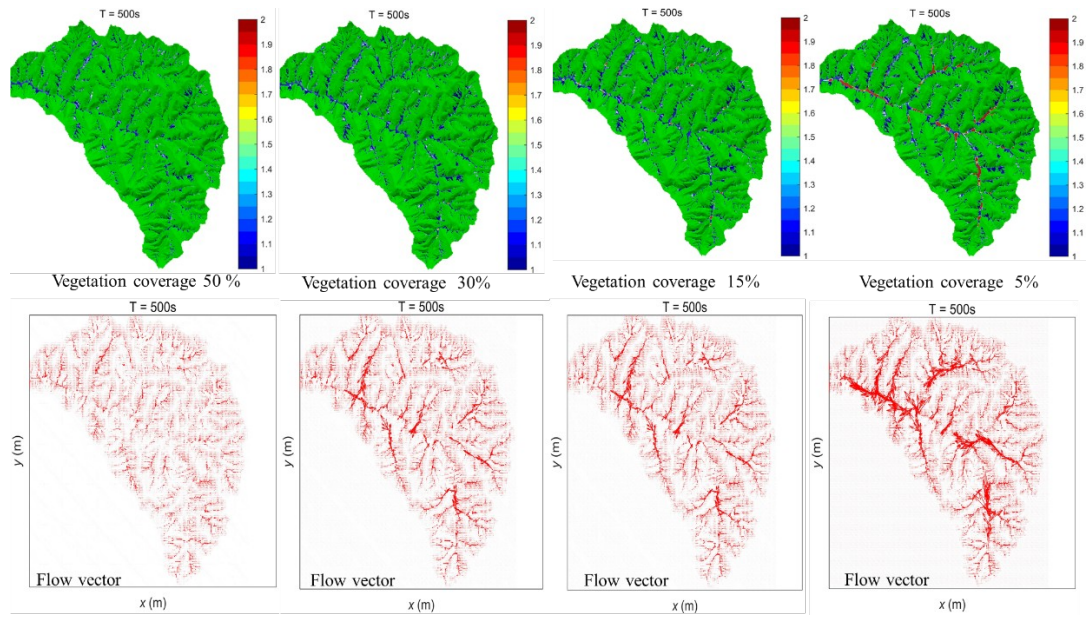 T = 500s
2
1.9
1.8
1.7
1.6
1.5
1.4
1.3
1.2
1.1
1
T = 500s
2
1.9
1.8
1.7
1.6
1.5
1.4
1.3
1.2
1.1
1
T = 500s
2
1.9
1.8
1.7
1.6
1.5
1.4
1.3
1.2
1.1
1
T = 500s
2
1.9
1.8
1.7
1.6
1.5
1.4
1.3
1.2
1.1
1
Vegetation coverage 50 %
Vegetation coverage 30%
Vegetation coverage 15%
Vegetation coverage 5%
T = 500s
y (m)
Flow vector
x (m)
T = 500s
y (m)
Flow vector
x (m)
T = 500s
y (m)
Flow vector
x (m)
T = 500s
y (m)
Flow vector
x (m)